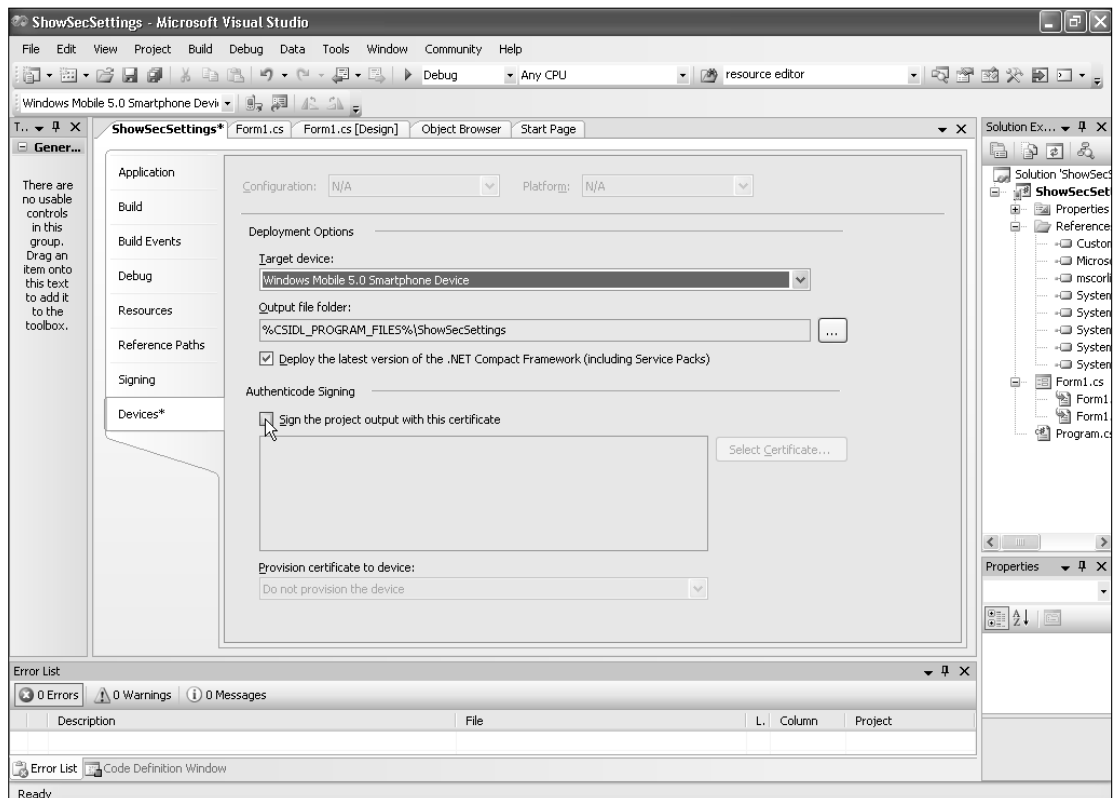 ShowSecSettings - Microsoft Visual Studio
File Edit View Project Build Debug Data Tools Window Community Help
Debug Any CPU resource editor
Windows Mobile 5.0 Smartphone Devi
T..
Gener...
There are
no usable
controls
in this
group.
Drag an
item onto
this text
to add it
to the
toolbox.
ShowSecSettings* Form1.cs Form1.cs [Design] Object Browser Start Page
Application
Build
Build Events
Debug
Resources
Reference Paths
Signing
Devices*
Configuration: N/A Platform: N/A
Deployment Options
Target device:
Windows Mobile 5.0 Smartphone Device
Output file folder:
%CSIDL_PROGRAM_FILES%\ShowSecSettings
...
Deploy the latest version of the .NET Compact Framework (including Service Packs)
Authenticode Signing
Sign the project output with this certificate
Select Certificate...
Provision certificate to device:
Do not provision the device
Solution Ex...
Solution 'ShowSecS
ShowSecSet
Properties
Reference
Custom
Microso
mscorli
System
System
System
System
System
Form1.cs
Form1.
Form1
Program.cs
Properties
Error List
0 Errors 0 Warnings 0 Messages
Description File L. Column Project
Error List Code Definition Window
Ready